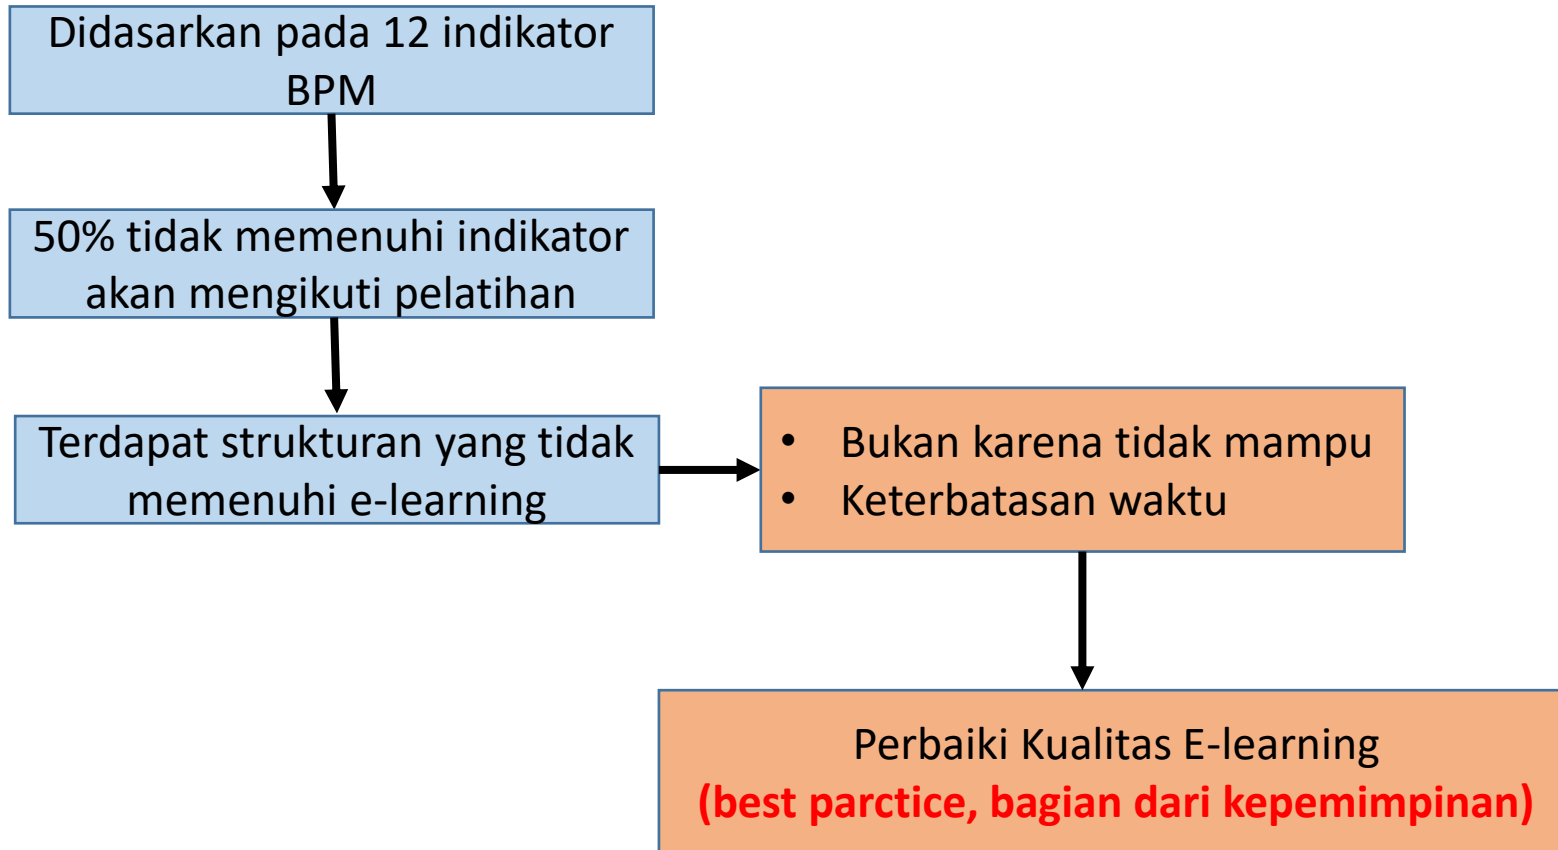 Didasarkan pada 12 indikator
BPM
50% tidak memenuhi indikator
akan mengikuti pelatihan
Terdapat strukturan yang tidak
memenuhi e-learning
• Bukan karena tidak mampu
• Keterbatasan waktu
Perbaiki Kualitas E-learning
(best parctice, bagian dari kepemimpinan)